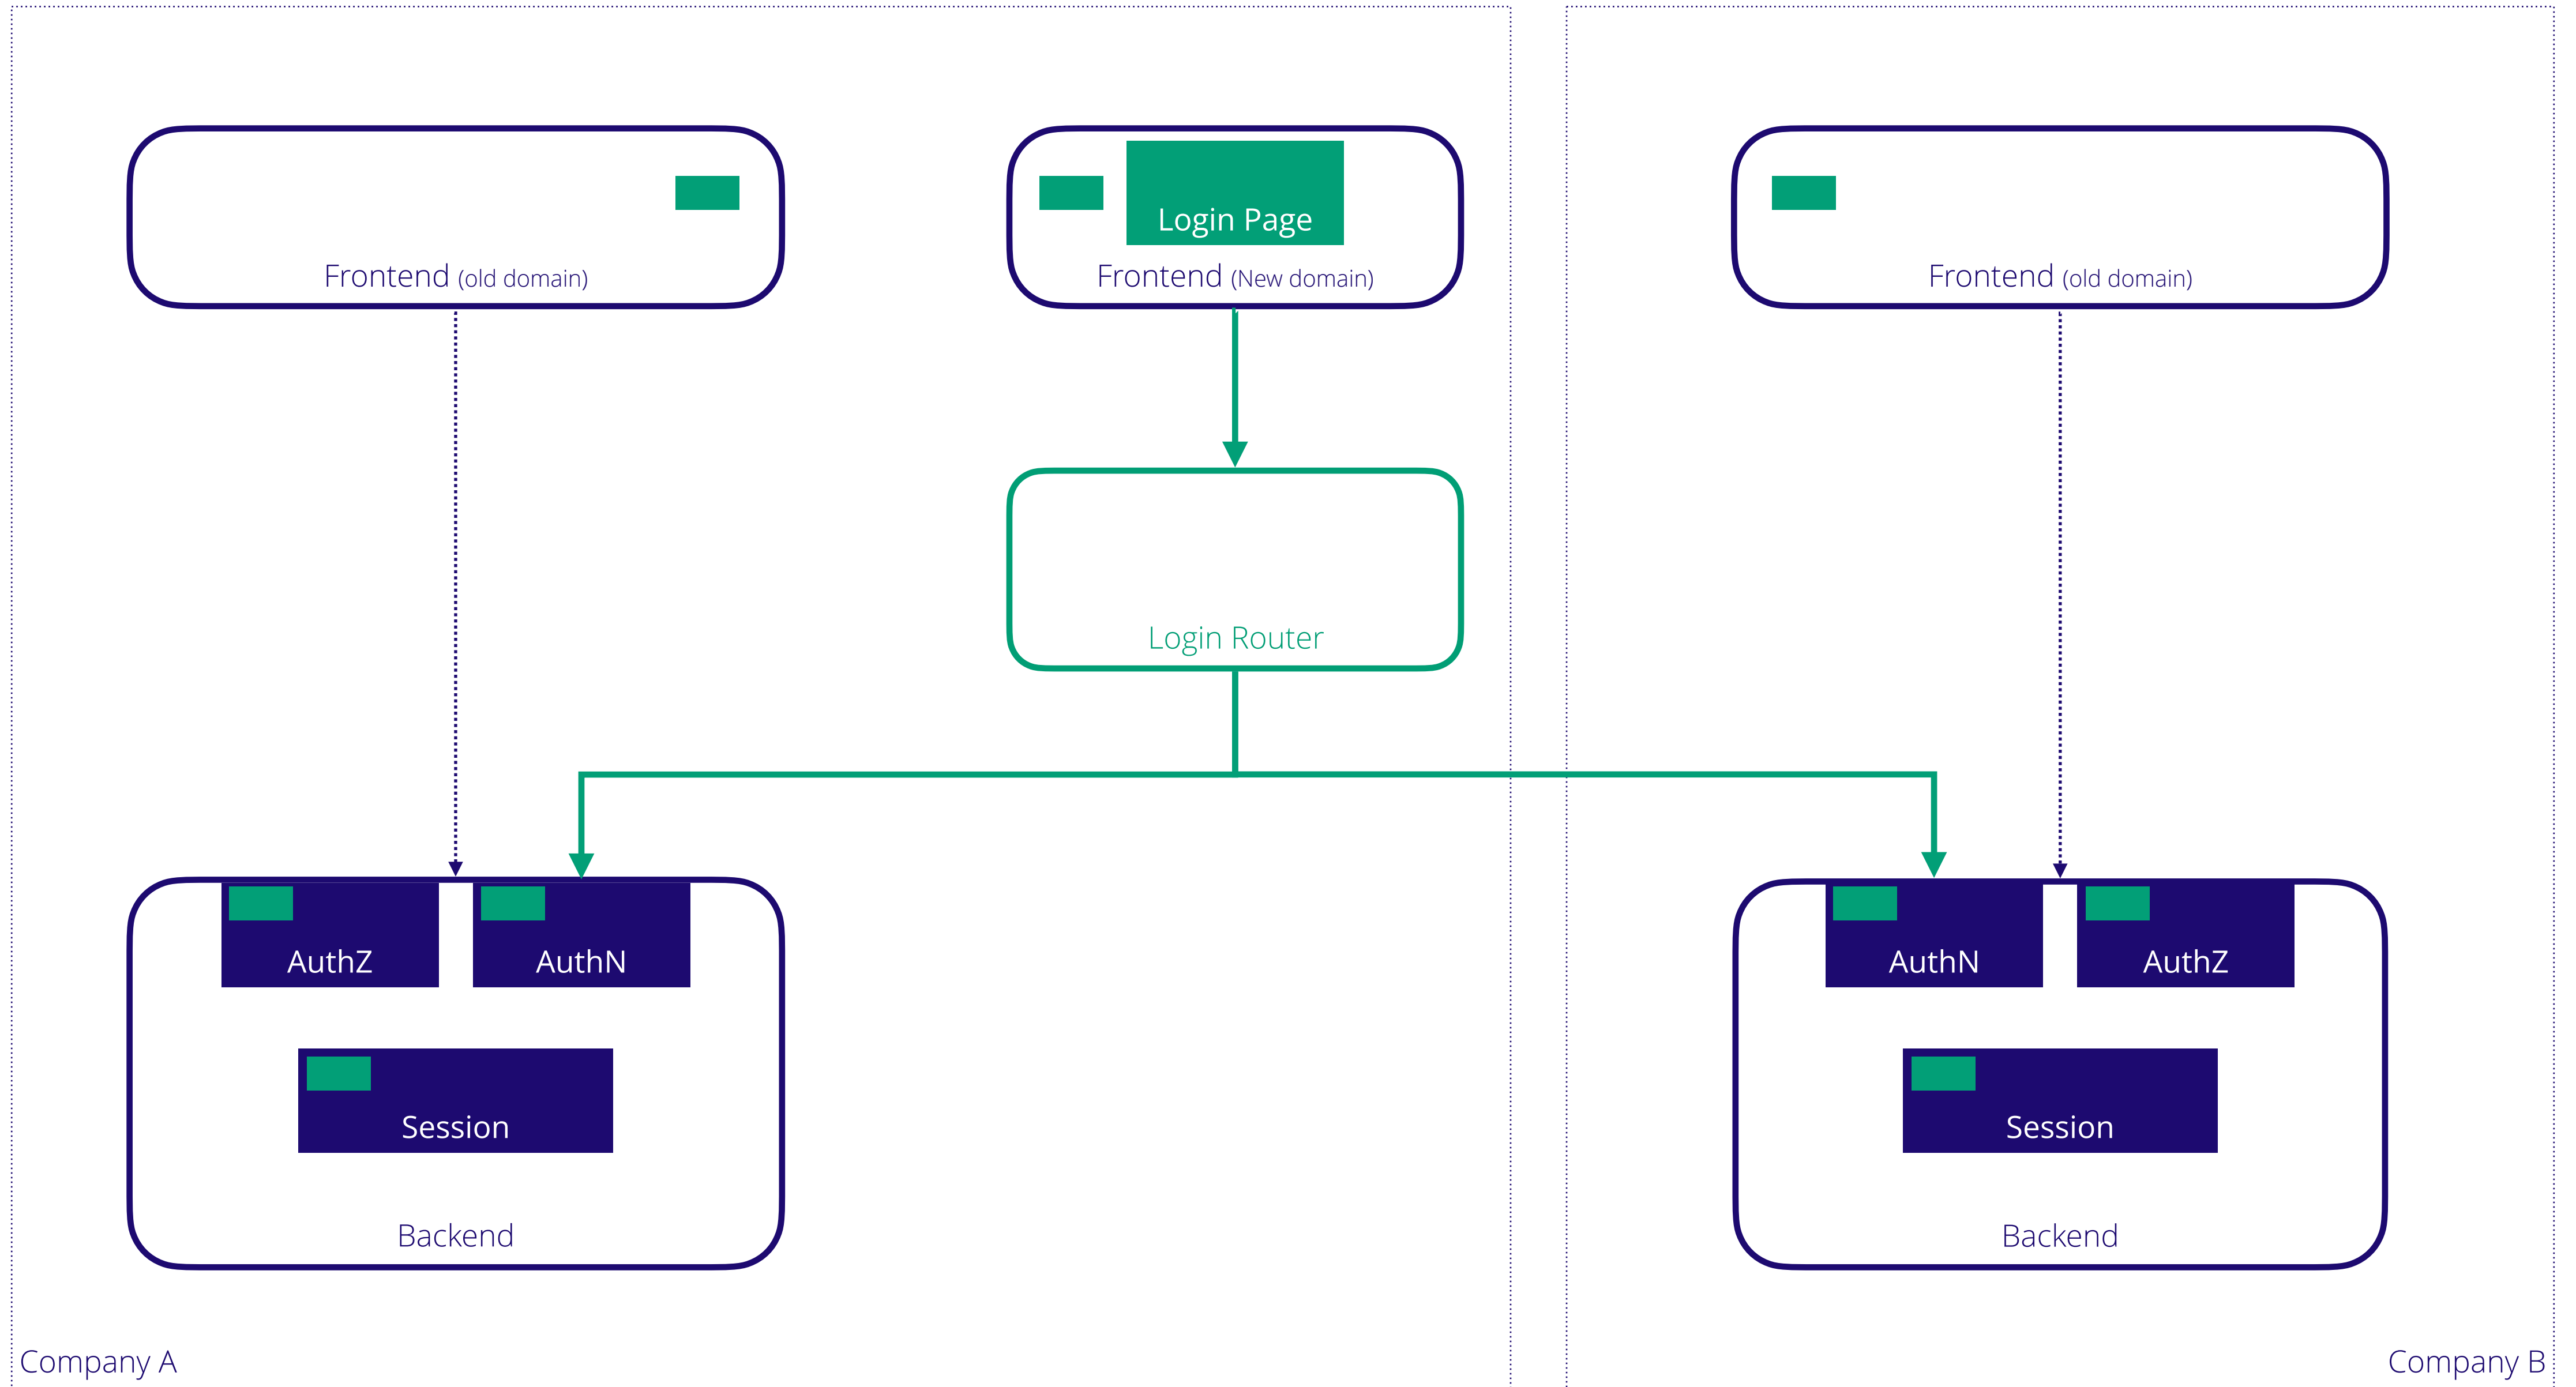 Login Page
Frontend (old domain)
Frontend (New domain)
Frontend (old domain)
Login Router
AuthZ
AuthN
AuthN
AuthZ
Session
Session
Backend
Backend
Company A
Company B